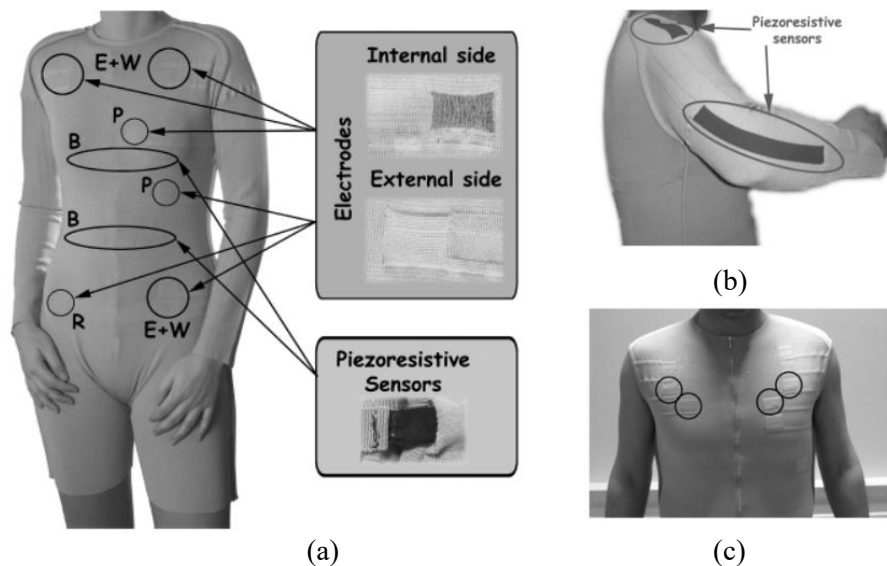 E+W
P
B
P
B
R
E+W
Electrodes
Internal side
External side
Piezoresistive
Sensors
(a)
Piezoresistive
sensors
(b)
(c)